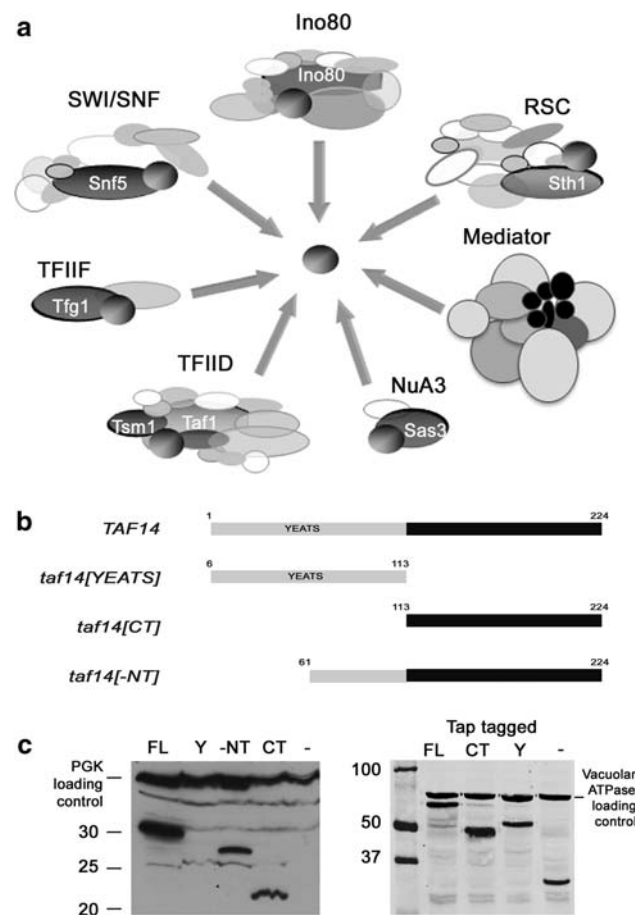 a
Ino80
Ino80
SWI/SNF
Snf5
RSC
Sth1
TFIIF
Tfg1
Mediator
TFIID
Tsm1 Taf1
NuA3
Sas3
b
TAF14 1 YEATS 224
taf14[YEATS] 6 YEATS 113
taf14[CT] 113 224
taf14[-NT] 61 224
c
FL Y -NT CT -
PGK
loading
control
30
25
20
Tap tagged
FL CT Y -
100
50
37
Vacuolar
ATPase
loading
control